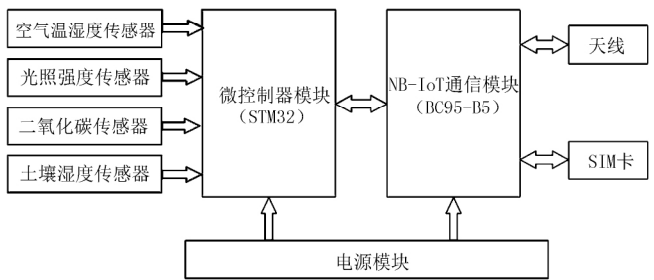 空气温湿度传感器
光照强度传感器
二氧化碳传感器
土壤湿度传感器
微控制器模块
(STM32)
NB-IoT通信模块
(BC95-B5)
天线
SIM卡
电源模块